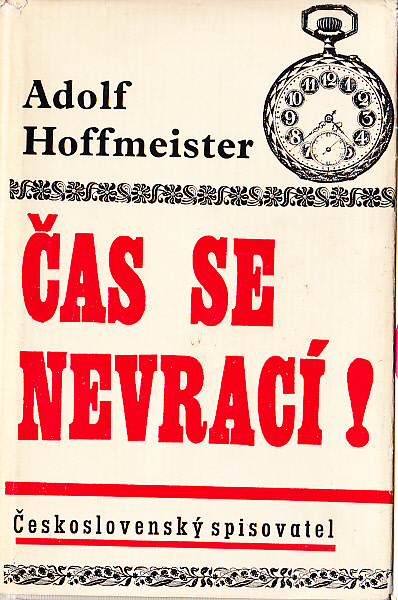 Adolf
Hoffmeister
ČAS SE
NEVRACÍ!
Československý spisovatel